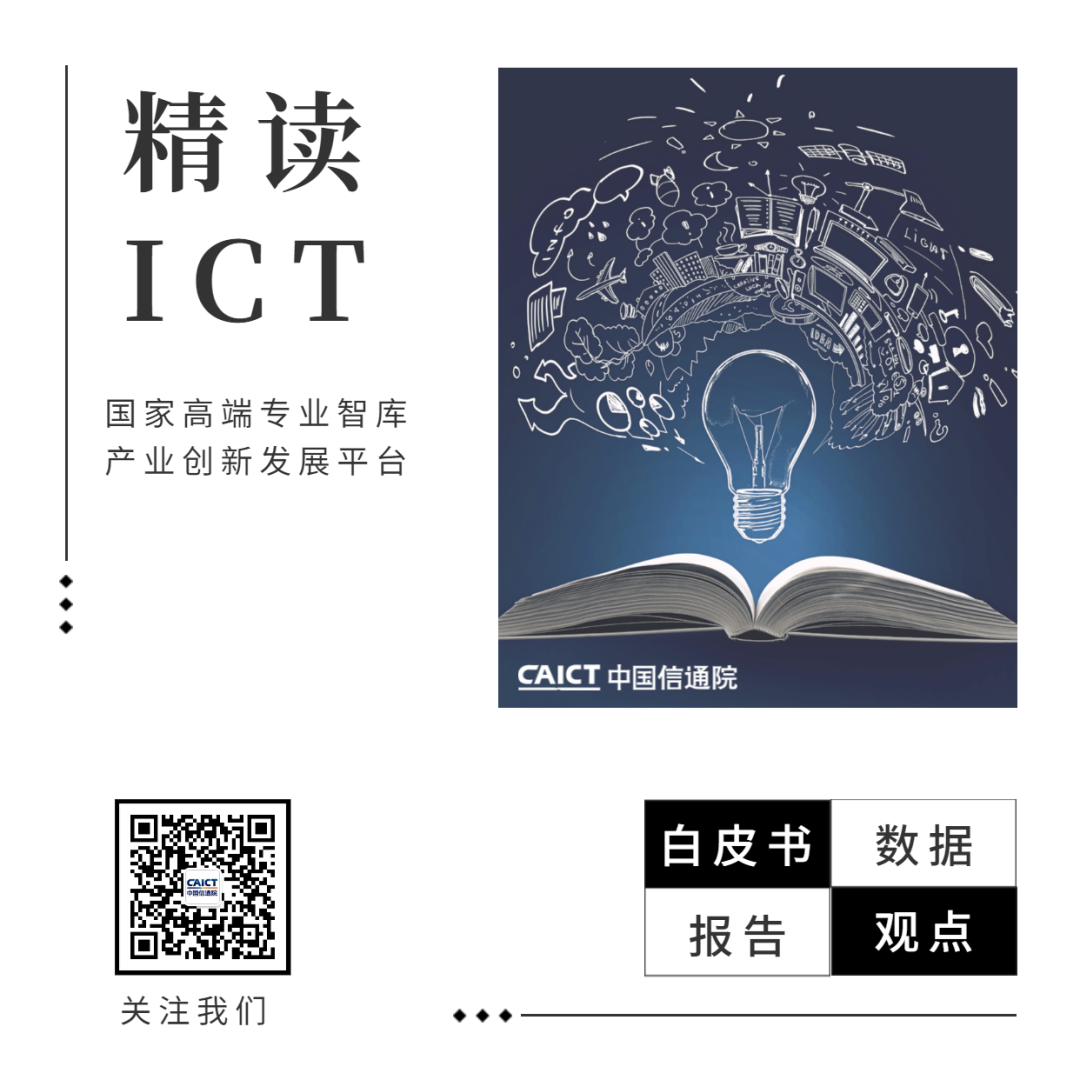 精读
ICT
国家高端专业智库
产业创新发展平台
INFO
LIGHT
IDEA
CAICT 中国信通院
CAICT
中国信通院
关注我们
白皮书
数据
报告
观点